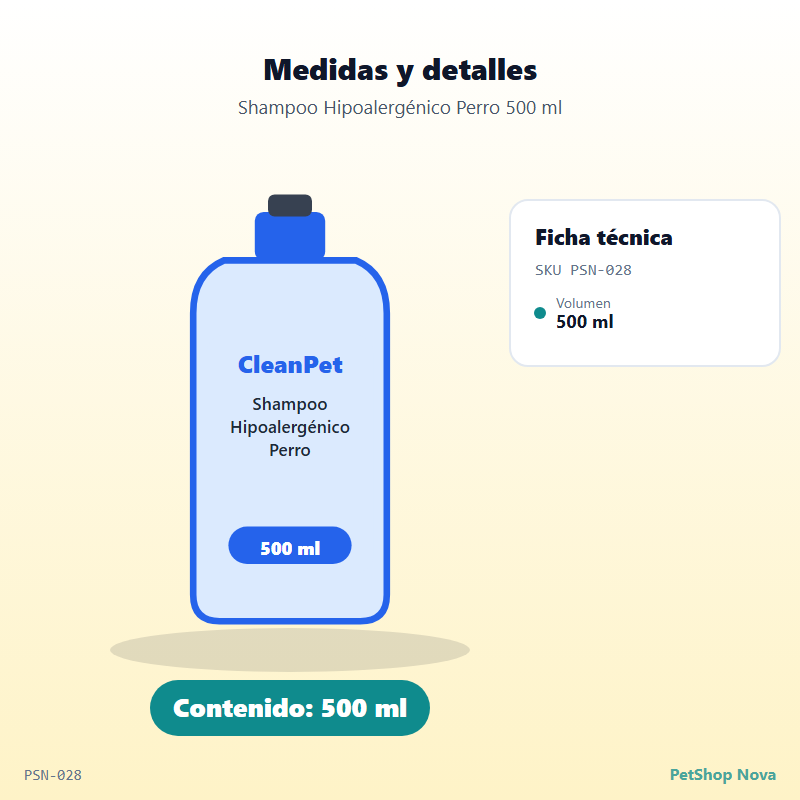 Medidas y detalles
Shampoo Hipoalergénico Perro 500 ml
CleanPet
Shampoo
Hipoalergénico
Perro
500 ml
Contenido: 500 ml
Ficha técnica
SKU PSN-028
Volumen
500 ml
PSN-028
PetShop Nova